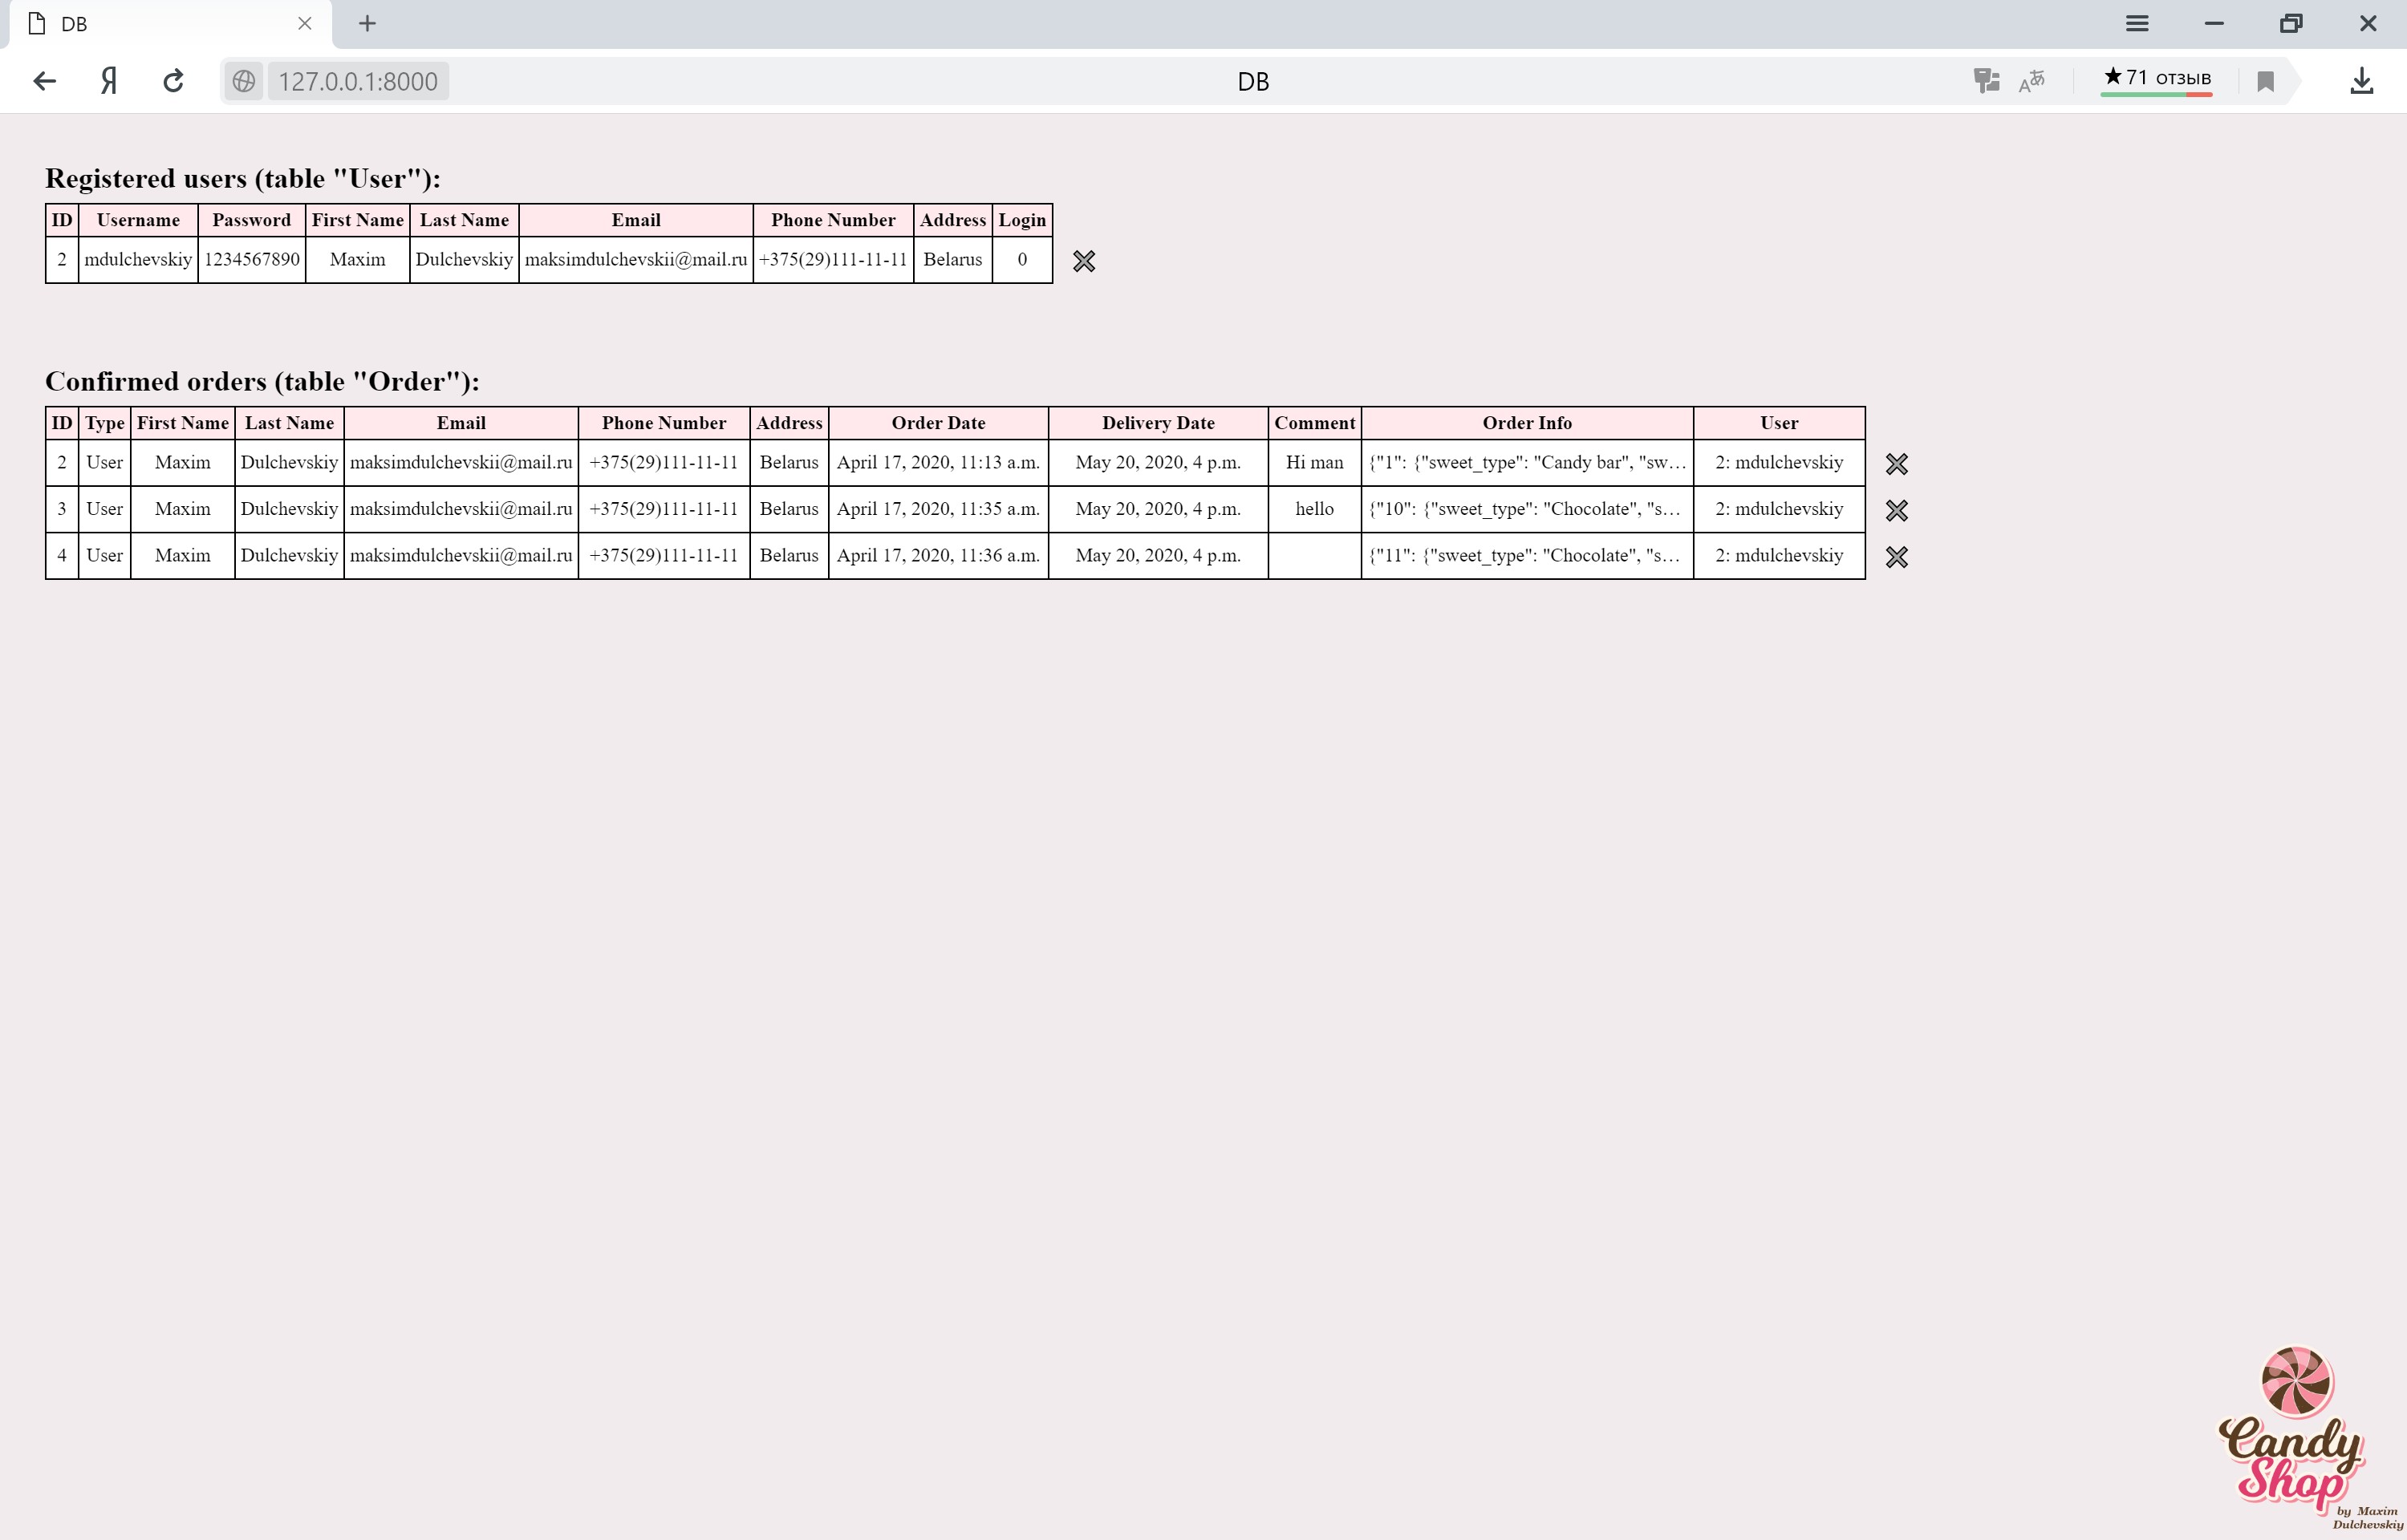 DB
Я 127.0.0.1:8000 DB ★71 отзыв
Registered users (table "User"):
ID Username Password First Name Last Name Email Phone Number Address Login
2 mdulchevskiy 1234567890 Maxim Dulchevskiy maksimdulchevskii@mail.ru +375(29)111-11-11 Belarus 0
Confirmed orders (table "Order"):
ID Type First Name Last Name Email Phone Number Address Order Date Delivery Date Comment Order Info User
2 User Maxim Dulchevskiy maksimdulchevskii@mail.ru +375(29)111-11-11 Belarus April 17, 2020, 11:13 a.m. May 20, 2020, 4 p.m. Hi man {"1": {"sweet_type": "Candy bar", "sw... 2: mdulchevskiy
3 User Maxim Dulchevskiy maksimdulchevskii@mail.ru +375(29)111-11-11 Belarus April 17, 2020, 11:35 a.m. May 20, 2020, 4 p.m. hello {"10": {"sweet_type": "Chocolate", "s... 2: mdulchevskiy
4 User Maxim Dulchevskiy maksimdulchevskii@mail.ru +375(29)111-11-11 Belarus April 17, 2020, 11:36 a.m. May 20, 2020, 4 p.m. {"11": {"sweet_type": "Chocolate", "s... 2: mdulchevskiy
Candy
Shop
by Maxim
Dulchevskiy